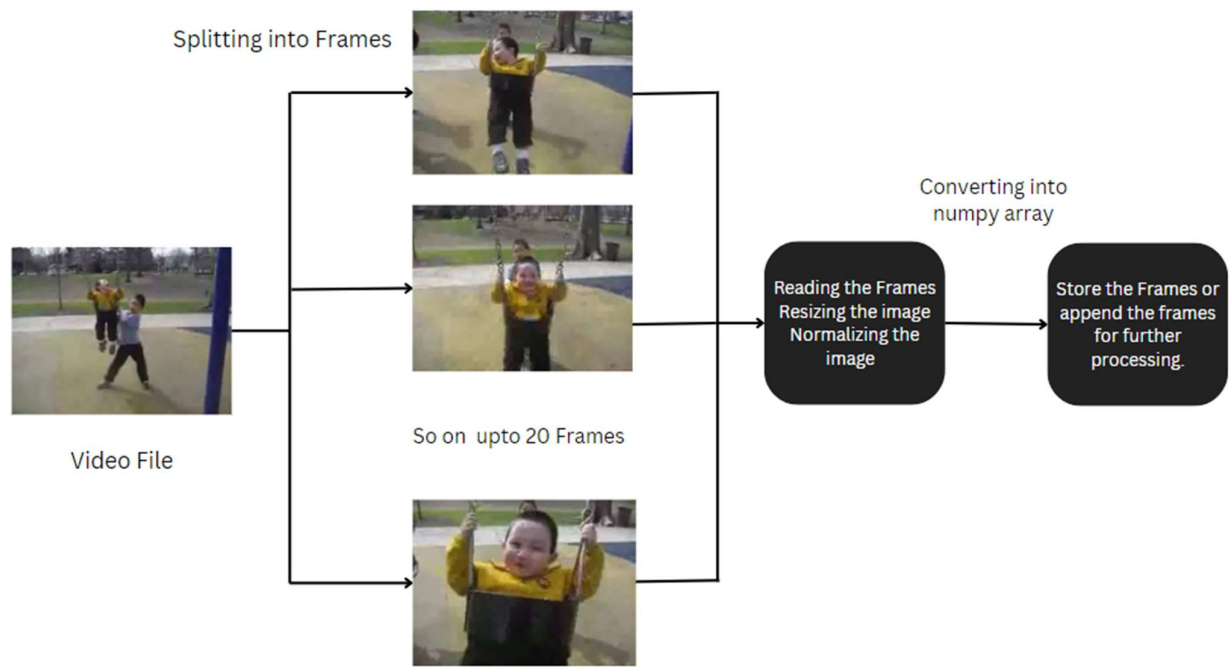 Splitting into Frames
Video File
So on upto 20 Frames
Reading the Frames
Resizing the image
Normalizing the
image
Converting into
numpy array
Store the Frames or
append the frames
for further
processing.